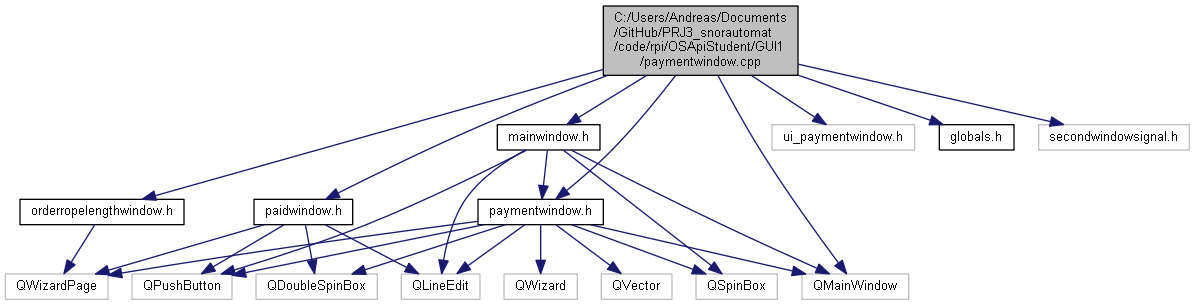 C:/Users/Andreas/Documents
/GitHub/PRJ3_snorautomat
/code/rpi/OSApiStudent/GUI1
/paymentwindow.cpp
mainwindow.h
ui_paymentwindow.h
globals.h
secondwindowsignal.h
orderropelengthwindow.h
paidwindow.h
paymentwindow.h
QWizardPage
QPushButton
QDoubleSpinBox
QLineEdit
QWizard
QVector
QSpinBox
QMainWindow